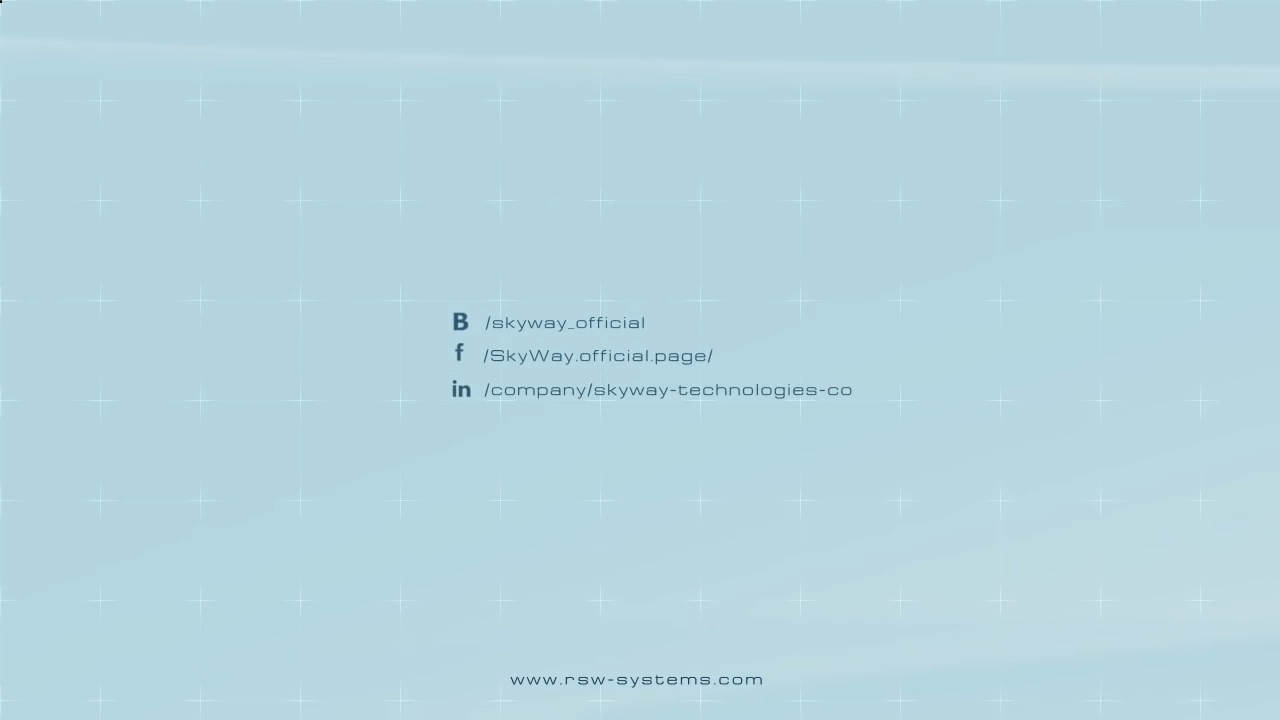 B /skyway_official
f /SkyWay.official.page/
in /company/skyway-technologies-co
www.rsw-systems.com